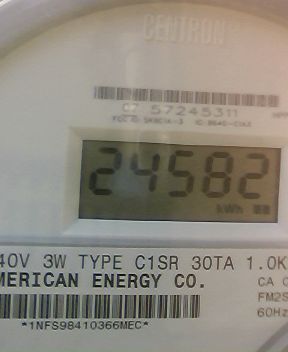 CENTRON
57245311
24582
kWh
40V 3W TYPE C1SR 30TA 1.0K
MERICAN ENERGY CO.
CA
FM2S
60Hz
*1NFS98410366MEC*